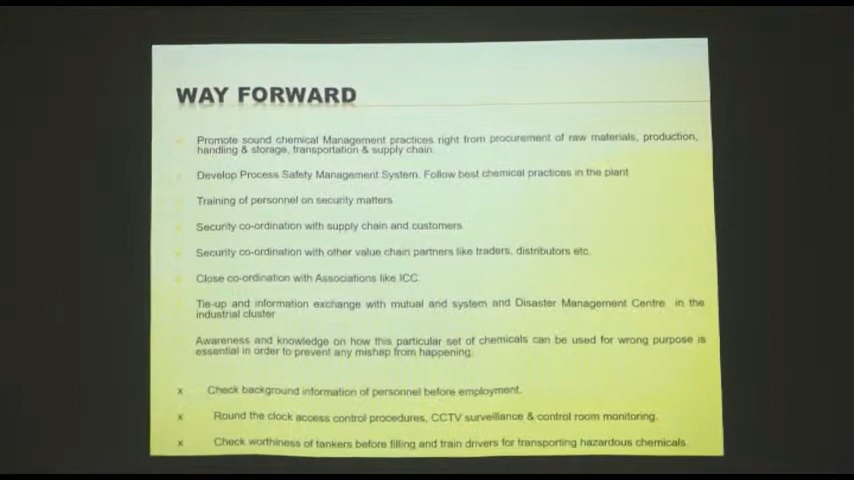 WAY FORWARD
Promote sound chemical Management practices right from procurement of raw materials, production,
handling & storage, transportation & supply chain.
Develop Process Safety Management System. Follow best chemical practices in the plant
Training of personnel on security matters
Security co-ordination with supply chain and customers
Security co-ordination with other value chain partners like traders, distributors etc.
Close co-ordination with Associations like ICC.
Tie-up and information exchange with mutual and system and Disaster Management Centre in the
industrial cluster
Awareness and knowledge on how this particular set of chemicals can be used for wrong purpose is
essential in order to prevent any mishap from happening.
x Check background information of personnel before employment.
x Round the clock access control procedures, CCTV surveillance & control room monitoring.
x Check worthiness of tankers before filling and train drivers for transporting hazardous chemicals.